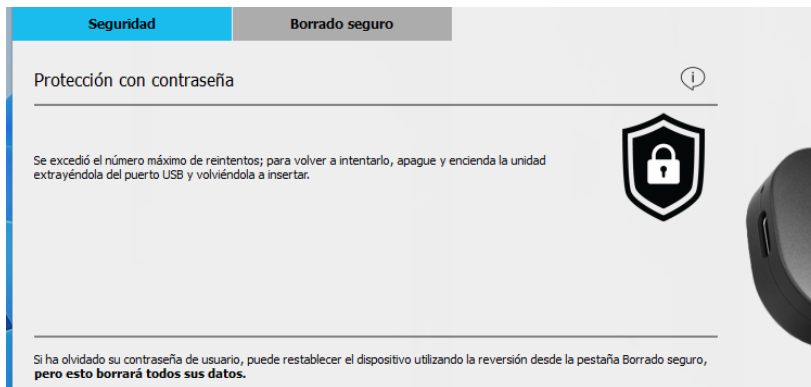 Seguridad
Borrado seguro
Protección con contraseña
Se excedió el número máximo de reintentos; para volver a intentarlo, apague y encienda la unidad
extrayéndola del puerto USB y volviéndola a insertar.
Si ha olvidado su contraseña de usuario, puede restablecer el dispositivo utilizando la reversión desde la pestaña Borrado seguro,
pero esto borrará todos sus datos.